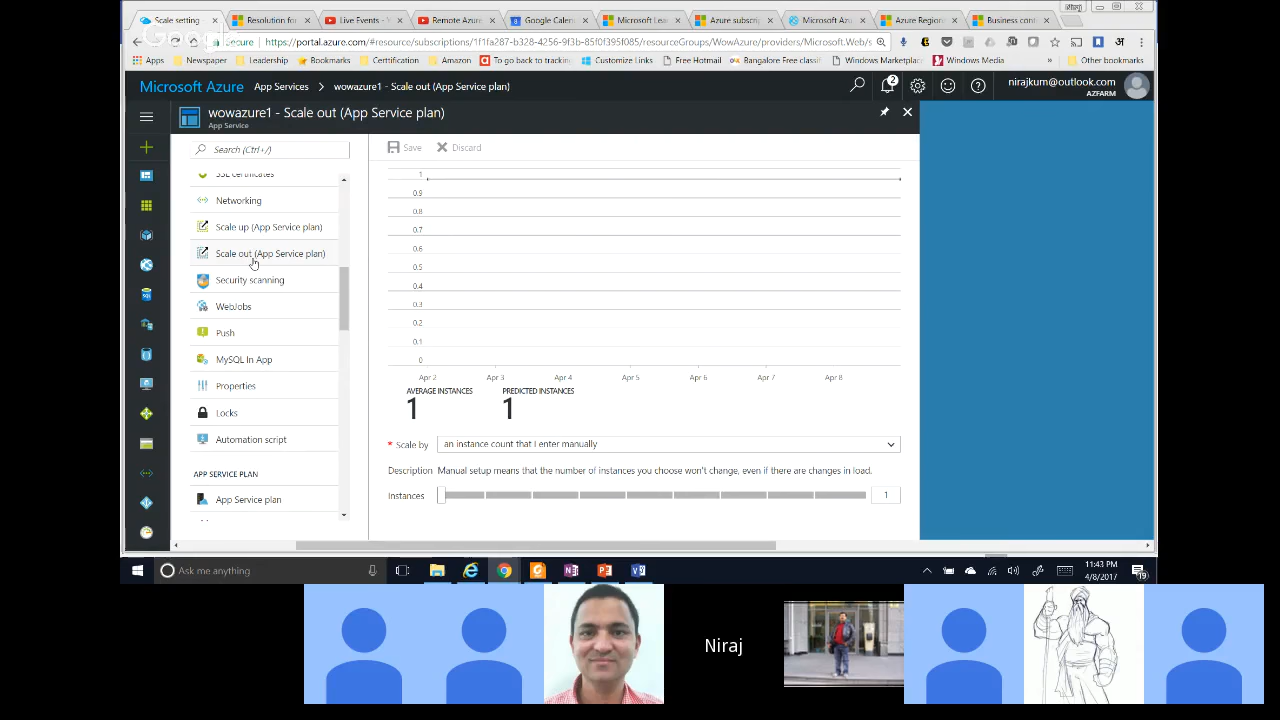 Niraj
Scale setting
Resolution fo
Live Events
Remote Azure
Google Calen
Microsoft Lea
Azure subscr
Microsoft Az
Azure Region
Business cont
Google
Secure
https://portal.azure.com/#resource/subscriptions/1f1fa287-b328-4256-9f3b-85f0f395f085/resourceGroups/WowAzure/providers/Microsoft.Web/s
Apps
Newspaper
Leadership
Bookmarks
Certtification
Amazon
To go back to tracking
Customize Links
Free Hotmail
Bangalore Free classif
Windows Marketplace
Windows Media
Other bookmarks
Microsoft Azure
App Services
wowazure1 - Scale out (App Service plan)
2
nirajkum@outlook.com
AZFARM
wowazure1 - Scale out (App Service plan)
App Service
Search (Ctrl+/)
SSL certificates
Networking
Scale up (App Service plan)
Scale out (App Service plan)
Security scanning
WebJobs
Push
MySQL In App
Properties
Locks
Automation script
APP SERVICE PLAN
App Service plan
Save
Discard
1
0.9
0.8
0.7
0.6
0.5
0.4
0.3
0.2
0.1
0
Apr 2
Apr 3
Apr 4
Apr 5
Apr 6
Apr 7
Apr 8
AVERAGE INSTANCES
1
PREDICTED INSTANCES
1
* Scale by
an instance count that I enter manually
Description
Manual setup means that the number of instances you choose won't change, even if there are changes in load.
Instances
1
Ask me anything
11:43 PM
4/8/2017
19
Niraj